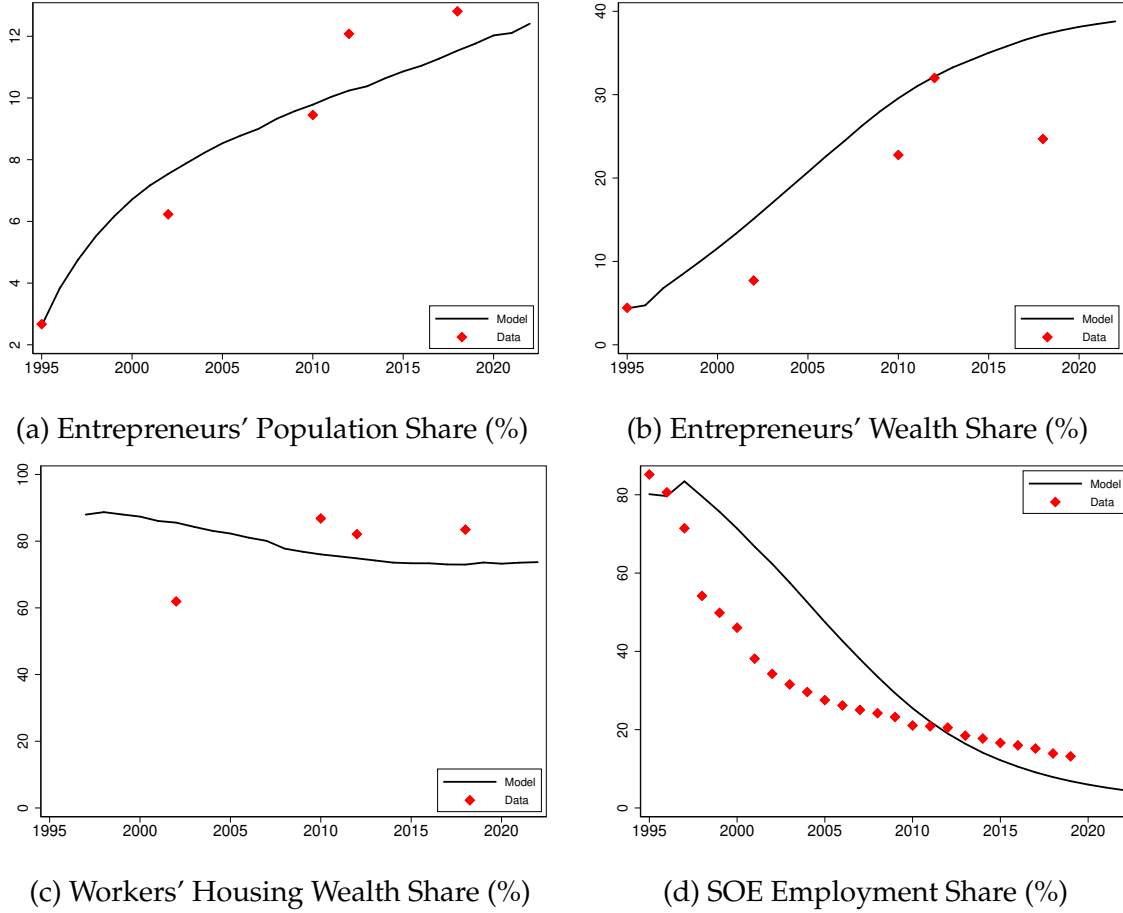 12
10
8
6
4
2
1995 2000 2005 2010 2015 2020
Model
Data
(a) Entrepreneurs' Population Share (%)
40
30
20
10
0
1995 2000 2005 2010 2015 2020
Model
Data
(b) Entrepreneurs' Wealth Share (%)
100
80
60
40
20
0
1995 2000 2005 2010 2015 2020
Model
Data
(c) Workers' Housing Wealth Share (%)
80
60
40
20
0
1995 2000 2005 2010 2015 2020
Model
Data
(d) SOE Employment Share (%)